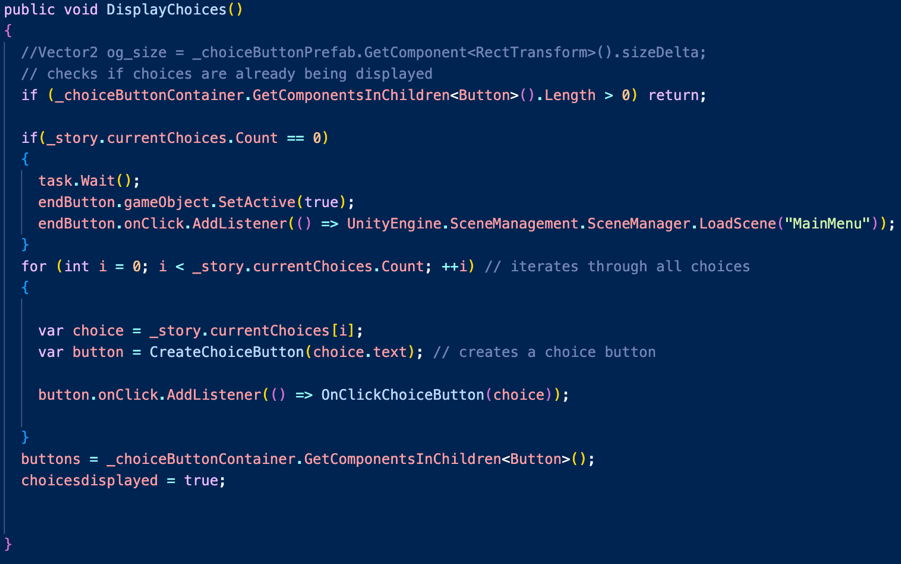 public void DisplayChoices()
{
//Vector2 og_size = _choiceButtonPrefab.GetComponent<RectTransform>().sizeDelta;
// checks if choices are already being displayed
if (_choiceButtonContainer.GetComponentsInChildren<Button>().Length > 0) return;
if(_story.currentChoices.Count == 0)
{
task.Wait();
endButton.gameObject.SetActive(true);
endButton.onClick.AddListener(() => UnityEngine.SceneManagement.SceneManager.LoadScene("MainMenu"));
}
for (int i = 0; i < _story.currentChoices.Count; ++i) // iterates through all choices
{
var choice = _story.currentChoices[i];
var button = CreateChoiceButton(choice.text); // creates a choice button
button.onClick.AddListener(() => OnClickChoiceButton(choice));
}
buttons = _choiceButtonContainer.GetComponentsInChildren<Button>();
choicesdisplayed = true;
}